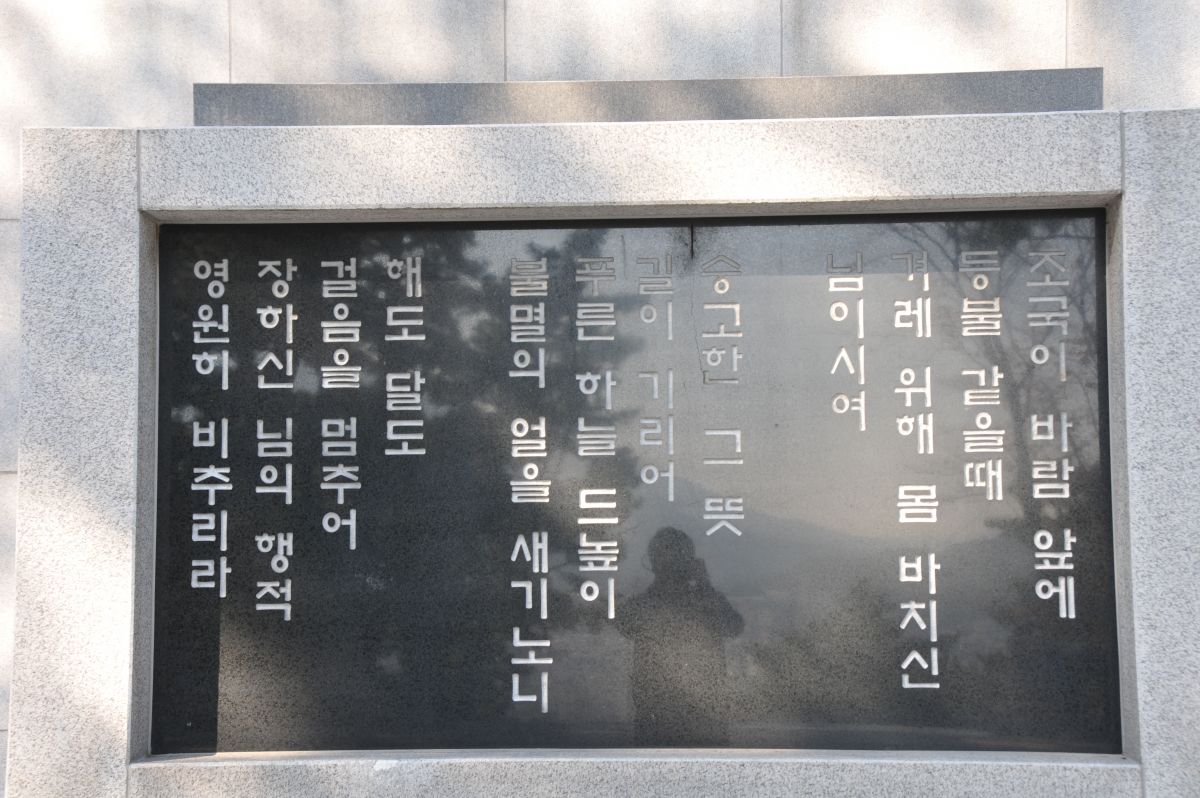 조국이 바람 앞에
등불 같을때
겨레 위해 몸 바치신
님이시여
숭고한 그 뜻
길이 기리어
푸른 하늘 드높이
불멸의 얼을 새기노니
해도 달도
걸음을 멈추어
장하신 님의 행적
영원히 비추리라